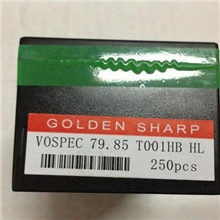 GOLDEN SHARP
VOSPEC 79.85 T001HB HL
250pcs